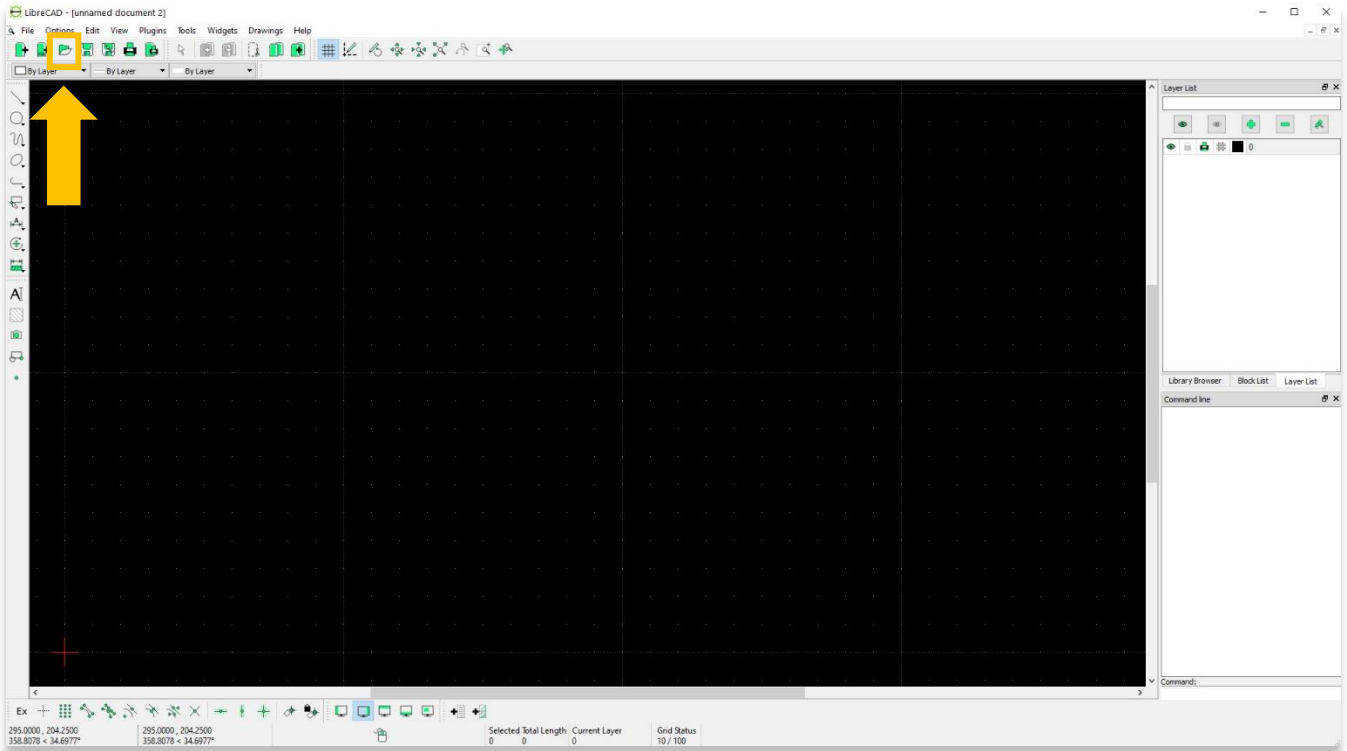 LibreCAD - [unnamed document 2]
File Options Edit View Plugins Tools Widgets Drawings Help
By Layer By Layer By Layer
Layer List
0
Library Browser Block List Layer List
Command line
Command:
Ex
295.0000 , 204.2500 295.0000 , 204.2500 Selected Total Length Current Layer Grid Status
358.8078 < 34.6977° 358.8078 < 34.6977° 0 0 0 10 / 100